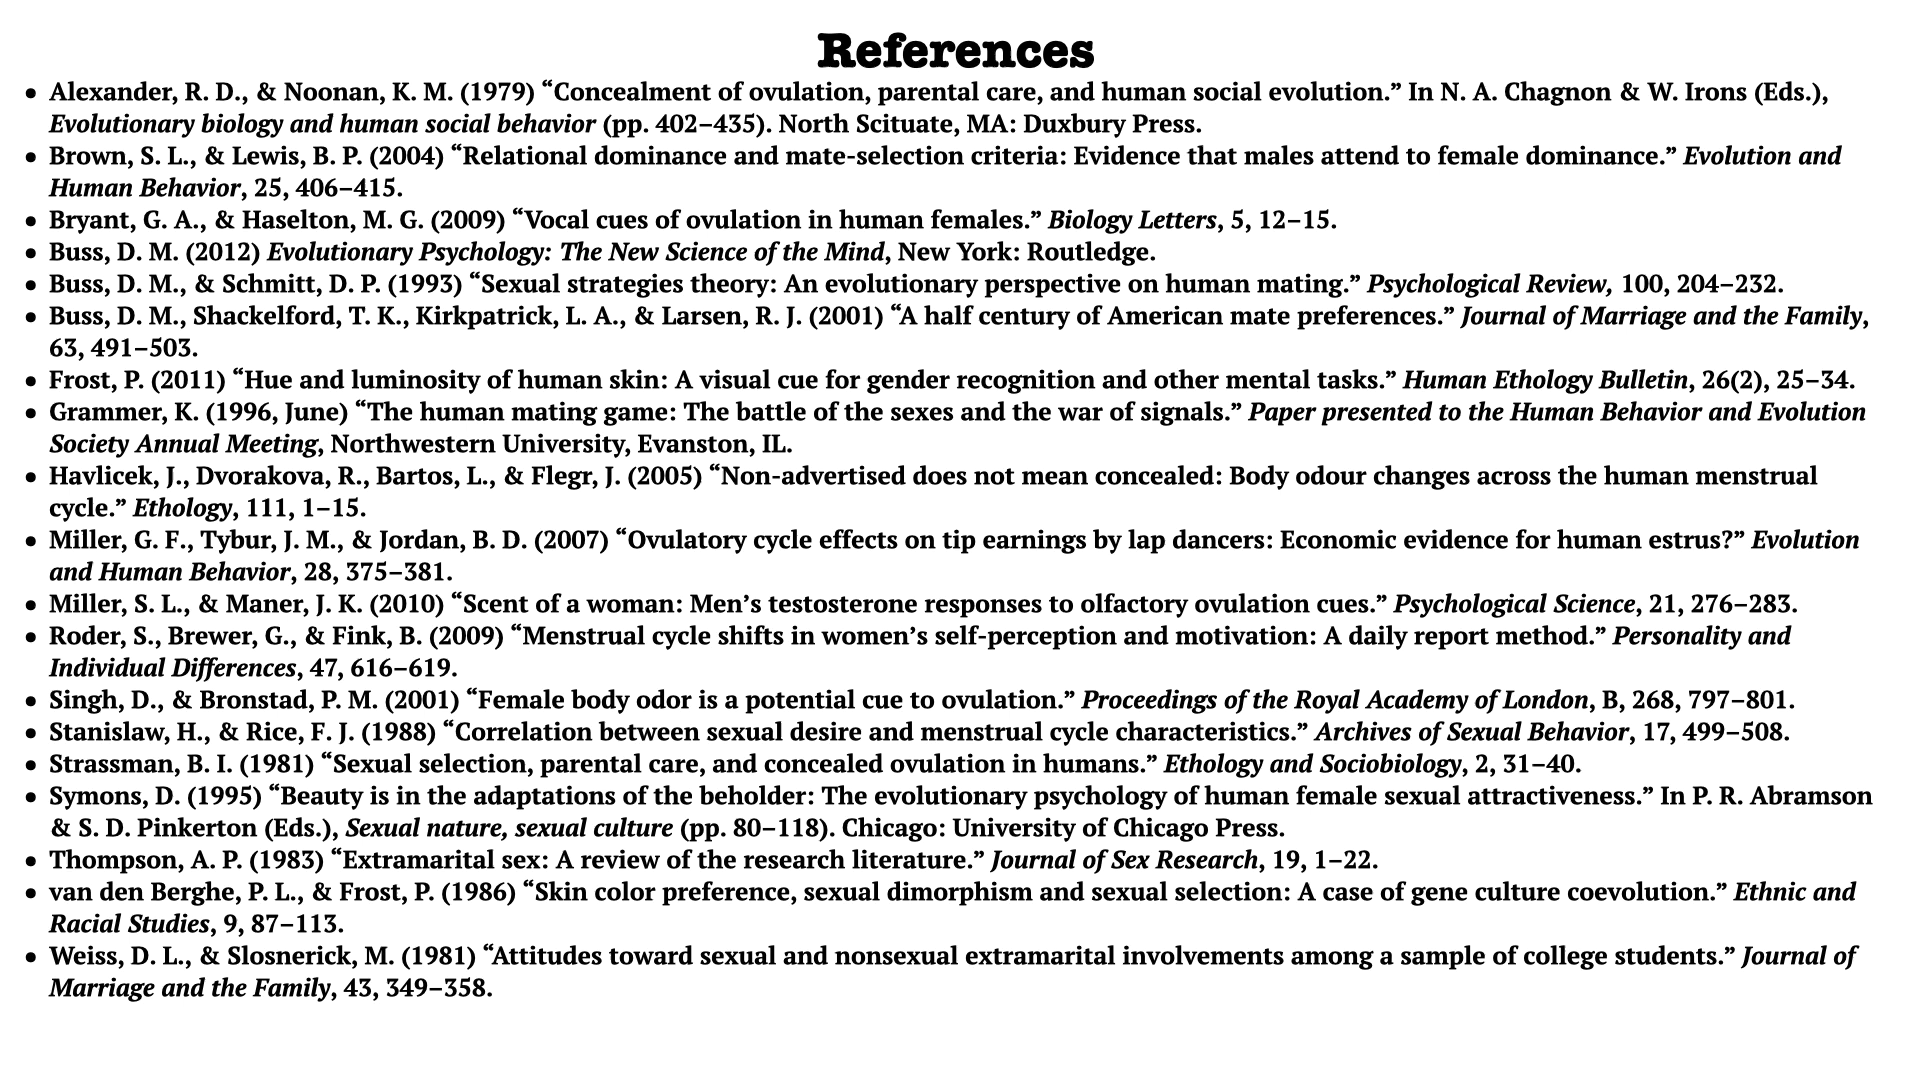 References
• Alexander, R. D., & Noonan, K. M. (1979) “Concealment of ovulation, parental care, and human social evolution.” In N. A. Chagnon & W. Irons (Eds.),
Evolutionary biology and human social behavior (pp. 402–435). North Scituate, MA: Duxbury Press.
• Brown, S. L., & Lewis, B. P. (2004) “Relational dominance and mate-selection criteria: Evidence that males attend to female dominance.” Evolution and
Human Behavior, 25, 406–415.
• Bryant, G. A., & Haselton, M. G. (2009) “Vocal cues of ovulation in human females.” Biology Letters, 5, 12–15.
• Buss, D. M. (2012) Evolutionary Psychology: The New Science of the Mind, New York: Routledge.
• Buss, D. M., & Schmitt, D. P. (1993) “Sexual strategies theory: An evolutionary perspective on human mating.” Psychological Review, 100, 204–232.
• Buss, D. M., Shackelford, T. K., Kirkpatrick, L. A., & Larsen, R. J. (2001) “A half century of American mate preferences.” Journal of Marriage and the Family,
63, 491–503.
• Frost, P. (2011) “Hue and luminosity of human skin: A visual cue for gender recognition and other mental tasks.” Human Ethology Bulletin, 26(2), 25–34.
• Grammer, K. (1996, June) “The human mating game: The battle of the sexes and the war of signals.” Paper presented to the Human Behavior and Evolution
Society Annual Meeting, Northwestern University, Evanston, IL.
• Havlicek, J., Dvorakova, R., Bartos, L., & Flegr, J. (2005) “Non-advertised does not mean concealed: Body odour changes across the human menstrual
cycle.” Ethology, 111, 1–15.
• Miller, G. F., Tybur, J. M., & Jordan, B. D. (2007) “Ovulatory cycle effects on tip earnings by lap dancers: Economic evidence for human estrus?” Evolution
and Human Behavior, 28, 375–381.
• Miller, S. L., & Maner, J. K. (2010) “Scent of a woman: Men’s testosterone responses to olfactory ovulation cues.” Psychological Science, 21, 276–283.
• Roder, S., Brewer, G., & Fink, B. (2009) “Menstrual cycle shifts in women’s self-perception and motivation: A daily report method.” Personality and
Individual Differences, 47, 616–619.
• Singh, D., & Bronstad, P. M. (2001) “Female body odor is a potential cue to ovulation.” Proceedings of the Royal Academy of London, B, 268, 797–801.
• Stanislaw, H., & Rice, F. J. (1988) “Correlation between sexual desire and menstrual cycle characteristics.” Archives of Sexual Behavior, 17, 499–508.
• Strassman, B. I. (1981) “Sexual selection, parental care, and concealed ovulation in humans.” Ethology and Sociobiology, 2, 31–40.
• Symons, D. (1995) “Beauty is in the adaptations of the beholder: The evolutionary psychology of human female sexual attractiveness.” In P. R. Abramson
& S. D. Pinkerton (Eds.), Sexual nature, sexual culture (pp. 80–118). Chicago: University of Chicago Press.
• Thompson, A. P. (1983) “Extramarital sex: A review of the research literature.” Journal of Sex Research, 19, 1–22.
• van den Berghe, P. L., & Frost, P. (1986) “Skin color preference, sexual dimorphism and sexual selection: A case of gene culture coevolution.” Ethnic and
Racial Studies, 9, 87–113.
• Weiss, D. L., & Slosnerick, M. (1981) “Attitudes toward sexual and nonsexual extramarital involvements among a sample of college students.” Journal of
Marriage and the Family, 43, 349–358.